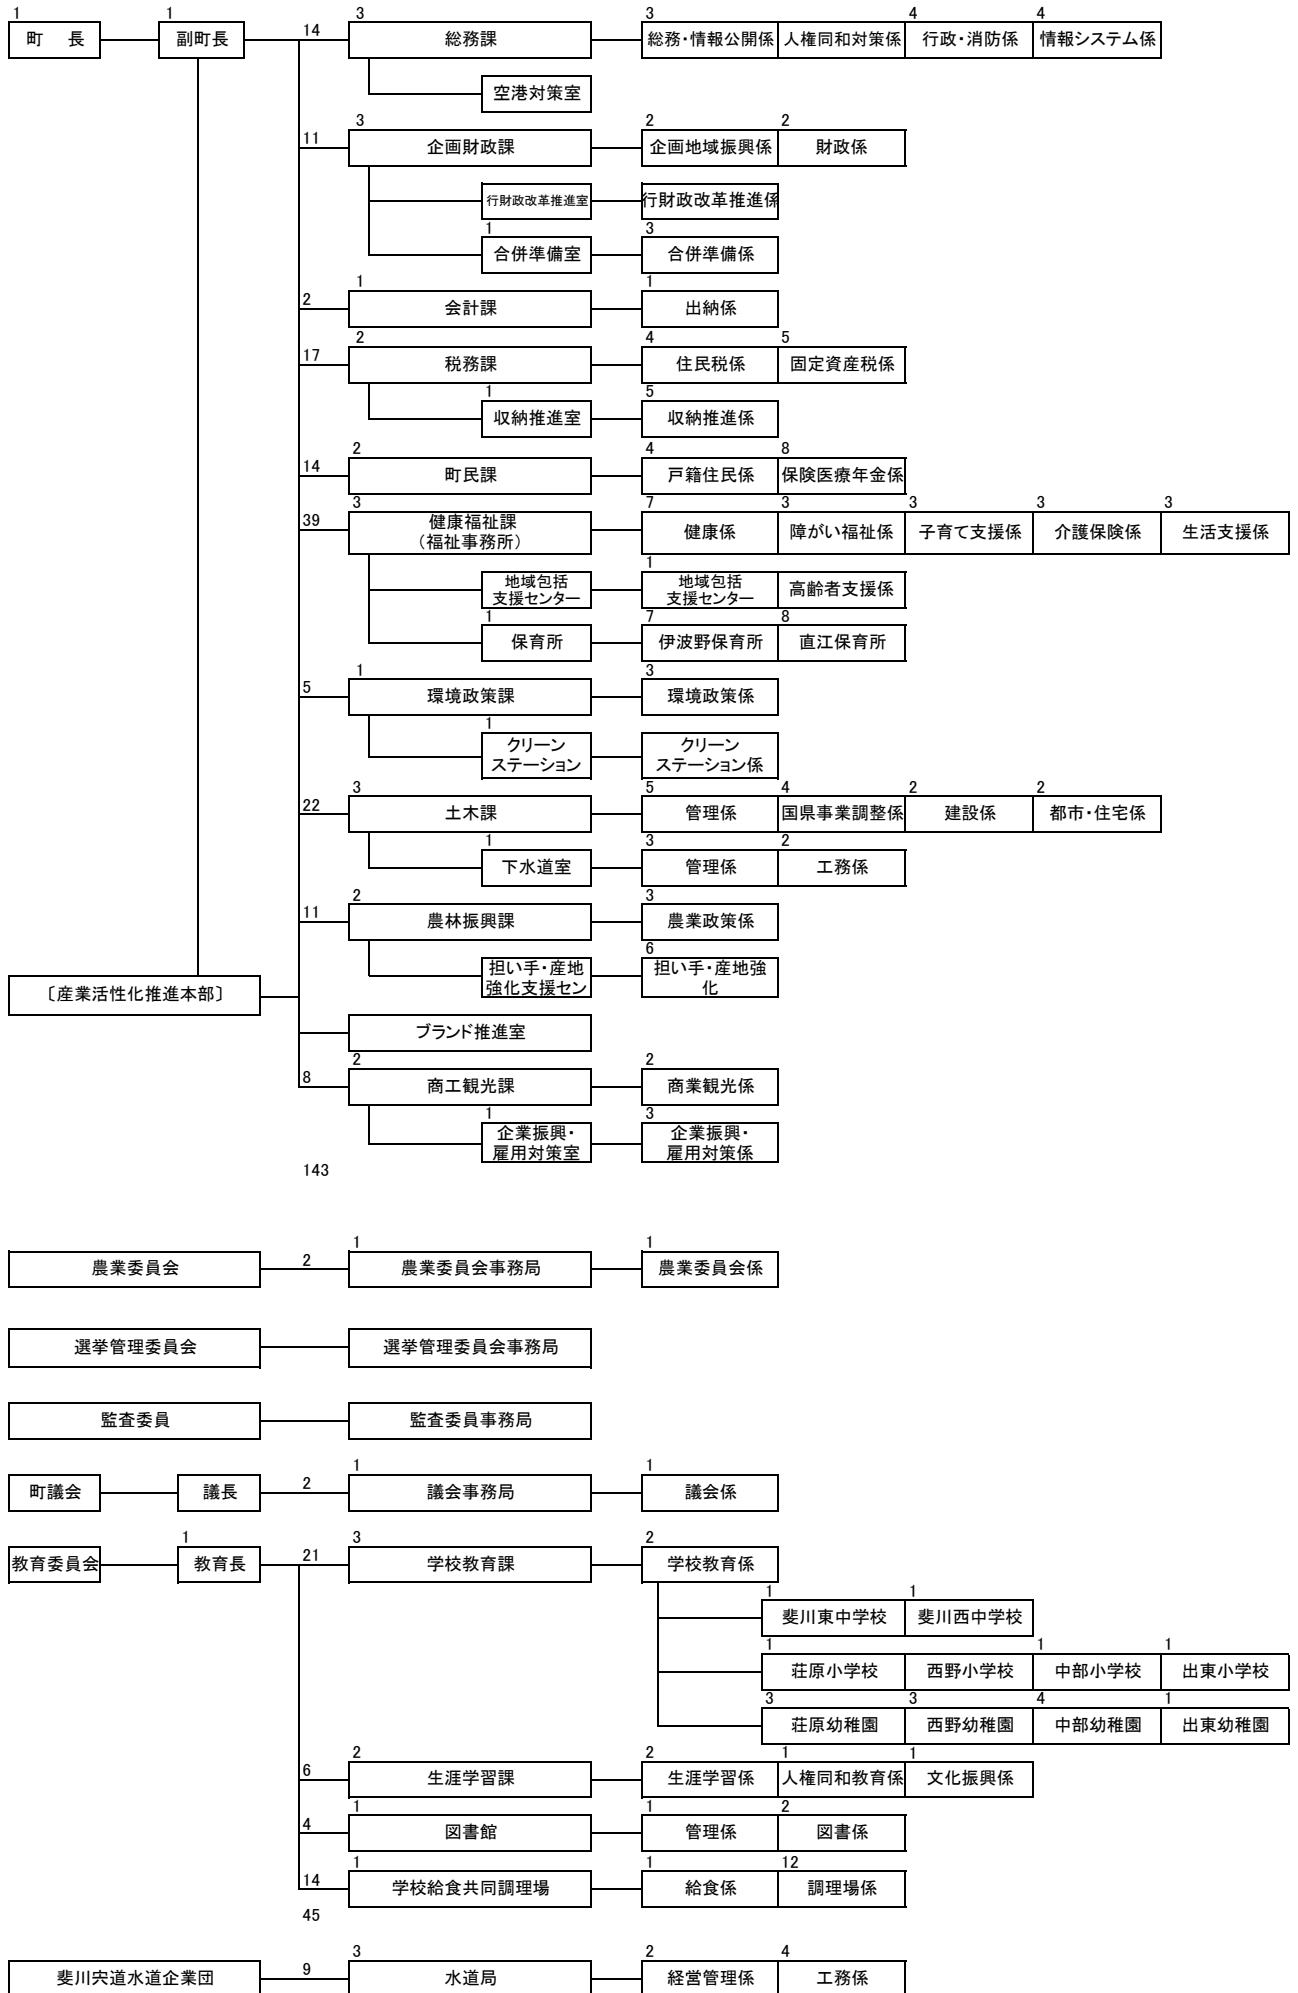 1 1 3 3 4 4
町 長 副町長 14 総務課 総務・情報公開係 人権同和対策係 行政・消防係 情報システム係
空港対策室
3 2 2
11 企画財政課 企画地域振興係 財政係
行財政改革推進室 行財政改革推進係
1 3
合併準備室 合併準備係
1 1
2 会計課 出納係
2 4 5
17 税務課 住民税係 固定資産税係
1 5
収納推進室 収納推進係
2 4 8
14 町民課 戸籍住民係 保険医療年金係
3 7 3 3 3 3
39 健康福祉課 健康係 障がい福祉係 子育て支援係 介護保険係 生活支援係
（福祉事務所）
1
地域包括 地域包括 高齢者支援係
支援センター 支援センター
1 7 8
保育所 伊波野保育所 直江保育所
1 3
5 環境政策課 環境政策係
1
クリーン クリーン
ステーション ステーション係
3 5 4 2 2
22 土木課 管理係 国県事業調整係 建設係 都市・住宅係
1 3 2
下水道室 管理係 工務係
2 3
11 農林振興課 農業政策係
6
担い手・産地 担い手・産地強
強化支援セン 化
〔産業活性化推進本部〕
ブランド推進室
2 2
8 商工観光課 商業観光係
1 3
企業振興・ 企業振興・
雇用対策室 雇用対策係
143
1 1
農業委員会 2 農業委員会事務局 農業委員会係
選挙管理委員会 選挙管理委員会事務局
監査委員 監査委員事務局
1 1
町議会 議長 2 議会事務局 議会係
1 3 2
教育委員会 教育長 21 学校教育課 学校教育係
1 1
斐川東中学校 斐川西中学校
1 1 1
荘原小学校 西野小学校 中部小学校 出東小学校
3 3 4 1
荘原幼稚園 西野幼稚園 中部幼稚園 出東幼稚園
2 2 1 1
6 生涯学習課 生涯学習係 人権同和教育係 文化振興係
1 1 2
4 図書館 管理係 図書係
1 1 12
14 学校給食共同調理場 給食係 調理場係
45
3 2 4
斐川宍道水道企業団 9 水道局 経営管理係 工務係